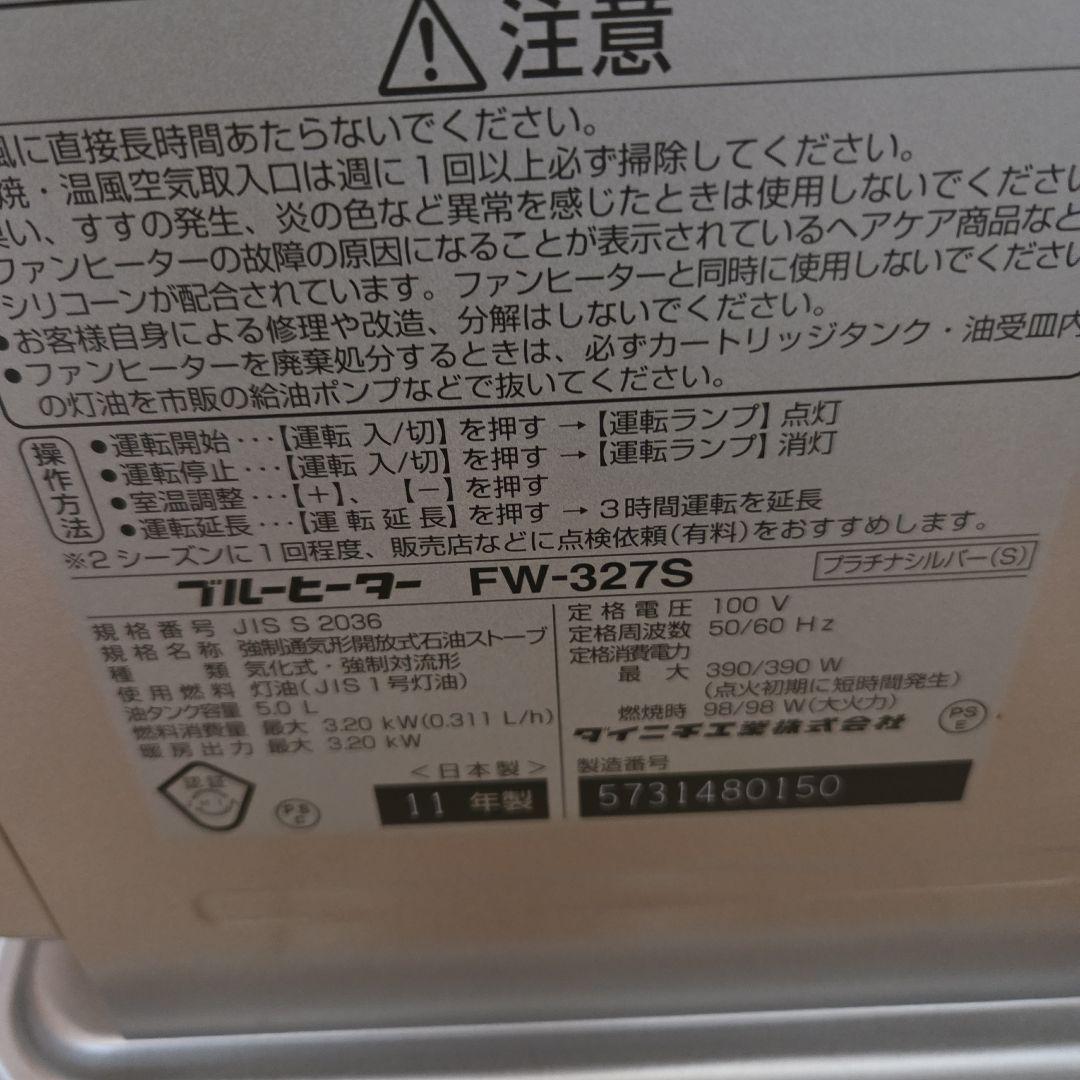 注意
風に直接長時間あたらないでください。
焼・温風空気取入口は週に1回以上必ず掃除してください。
臭い、すすの発生、炎の色など異常を感じたときは使用しないでください
ファンヒーターの故障の原因になることが表示されているヘアケア商品など
シリコーンが配合されています。ファンヒーターと同時に使用しないでください
●お客様自身による修理や改造、分解はしないでください。
●ファンヒーターを廃棄処分するときは、必ずカートリッジタンク・油受皿内
の灯油を市販の給油ポンプなどで抜いてください。
操作方法
●運転開始…【運転 入/切】を押す → 【運転ランプ】点灯
●運転停止…【運転 入/切】を押す → 【運転ランプ】消灯
●室温調整…【+】、【-】を押す
●運転延長…【運転延長】を押す → 3時間運転を延長
※2シーズンに1回程度、販売店などに点検依頼(有料)をおすすめします。
ブルーヒーター FW-327S プラチナシルバー(S)
規格番号 JIS S 2036
規格名称 強制通気形開放式石油ストーブ
種類 気化式・強制対流形
使用燃料 灯油(JIS1号灯油)
油タンク容量 5.0 L
燃料消費量 最大 3.20 kW(0.311 L/h)
暖房出力 最大 3.20 kW
定格電圧 100 V
定格周波数 50/60 Hz
定格消費電力
最大 390/390 W
(点火初期に短時間発生)
燃焼時 98/98 W(大火力)
ダイニチ工業株式会社
PSE
認証
PSC
<日本製>
11 年製
製造番号
5731480150